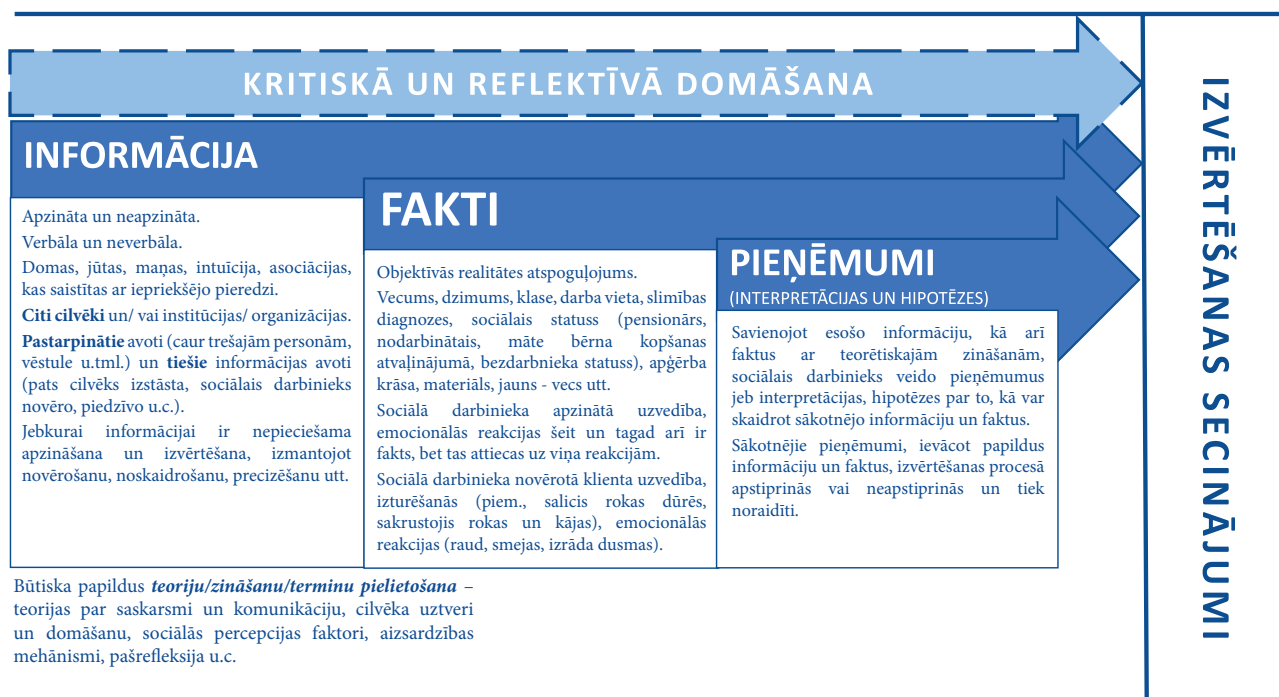 KRITISKĀ UN REFLEKTĪVĀ DOMĀŠANA
INFORMĀCIJA
Apzināta un neapzināta.
Verbāla un neverbāla.
Domas, jūtas, maņas, intuīcija, asociācijas,
kas saistītas ar iepriekšējo pieredzi.
Citi cilvēki un/ vai institūcijas/ organizācijas.
Pastarpinātie avoti (caur trešajām personām,
vēstule u.tml.) un tiešie informācijas avoti
(pats cilvēks izstāsta, sociālais darbinieks
novēro, piedzīvo u.c.).
Jebkurai informācijai ir nepieciešama
apzināšana un izvērtēšana, izmantojot
novērošanu, noskaidrošanu, precizēšanu utt.
FAKTI
Objektīvās realitātes atspoguļojums.
Vecums, dzimums, klase, darba vieta, slimības
diagnozes, sociālais statuss (pensionārs,
nodarbinātais, māte bērna kopšanas
atvaļinājumā, bezdarbnieka statuss), apģērba
krāsa, materiāls, jauns - vecs utt.
Sociālā darbinieka apzinātā uzvedība,
emocionālās reakcijas šeit un tagad arī ir
fakts, bet tas attiecas uz viņa reakcijām.
Sociālā darbinieka novērotā klienta uzvedība,
izturēšanās (piem., salicis rokas dūrēs,
sakrustojis rokas un kājas), emocionālās
reakcijas (raud, smejas, izrāda dusmas).
PIEŅĒMUMI
(INTERPRETĀCIJAS UN HIPOTĒZES)
Savienojot esošo informāciju, kā arī
faktus ar teorētiskajām zināšanām,
sociālais darbinieks veido pieņēmumus
jeb interpretācijas, hipotēzes par to, kā var
skaidrot sākotnējo informāciju un faktus.
Sākotnējie pieņēmumi, ievācot papildus
informāciju un faktus, izvērtēšanas procesā
apstiprinās vai neapstiprinās un tiek
noraidīti.
Būtiska papildus teoriju/zināšanu/terminu pielietošana –
teorijas par saskarsmi un komunikāciju, cilvēka uztveri
un domāšanu, sociālās percepcijas faktori, aizsardzības
mehānismi, pašrefleksija u.c.
IZVĒRTĒŠANAS SECINĀJUMI